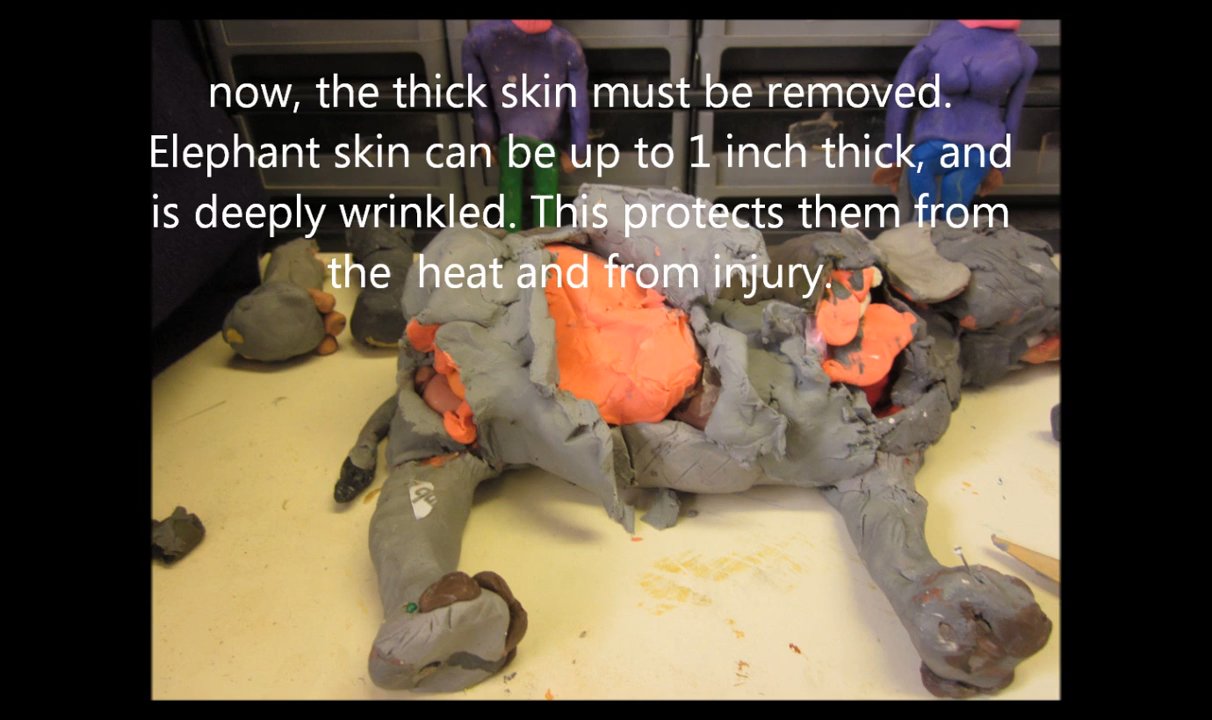 now, the thick skin must be removed.
Elephant skin can be up to 1 inch thick, and
is deeply wrinkled. This protects them from
the  heat and from injury.